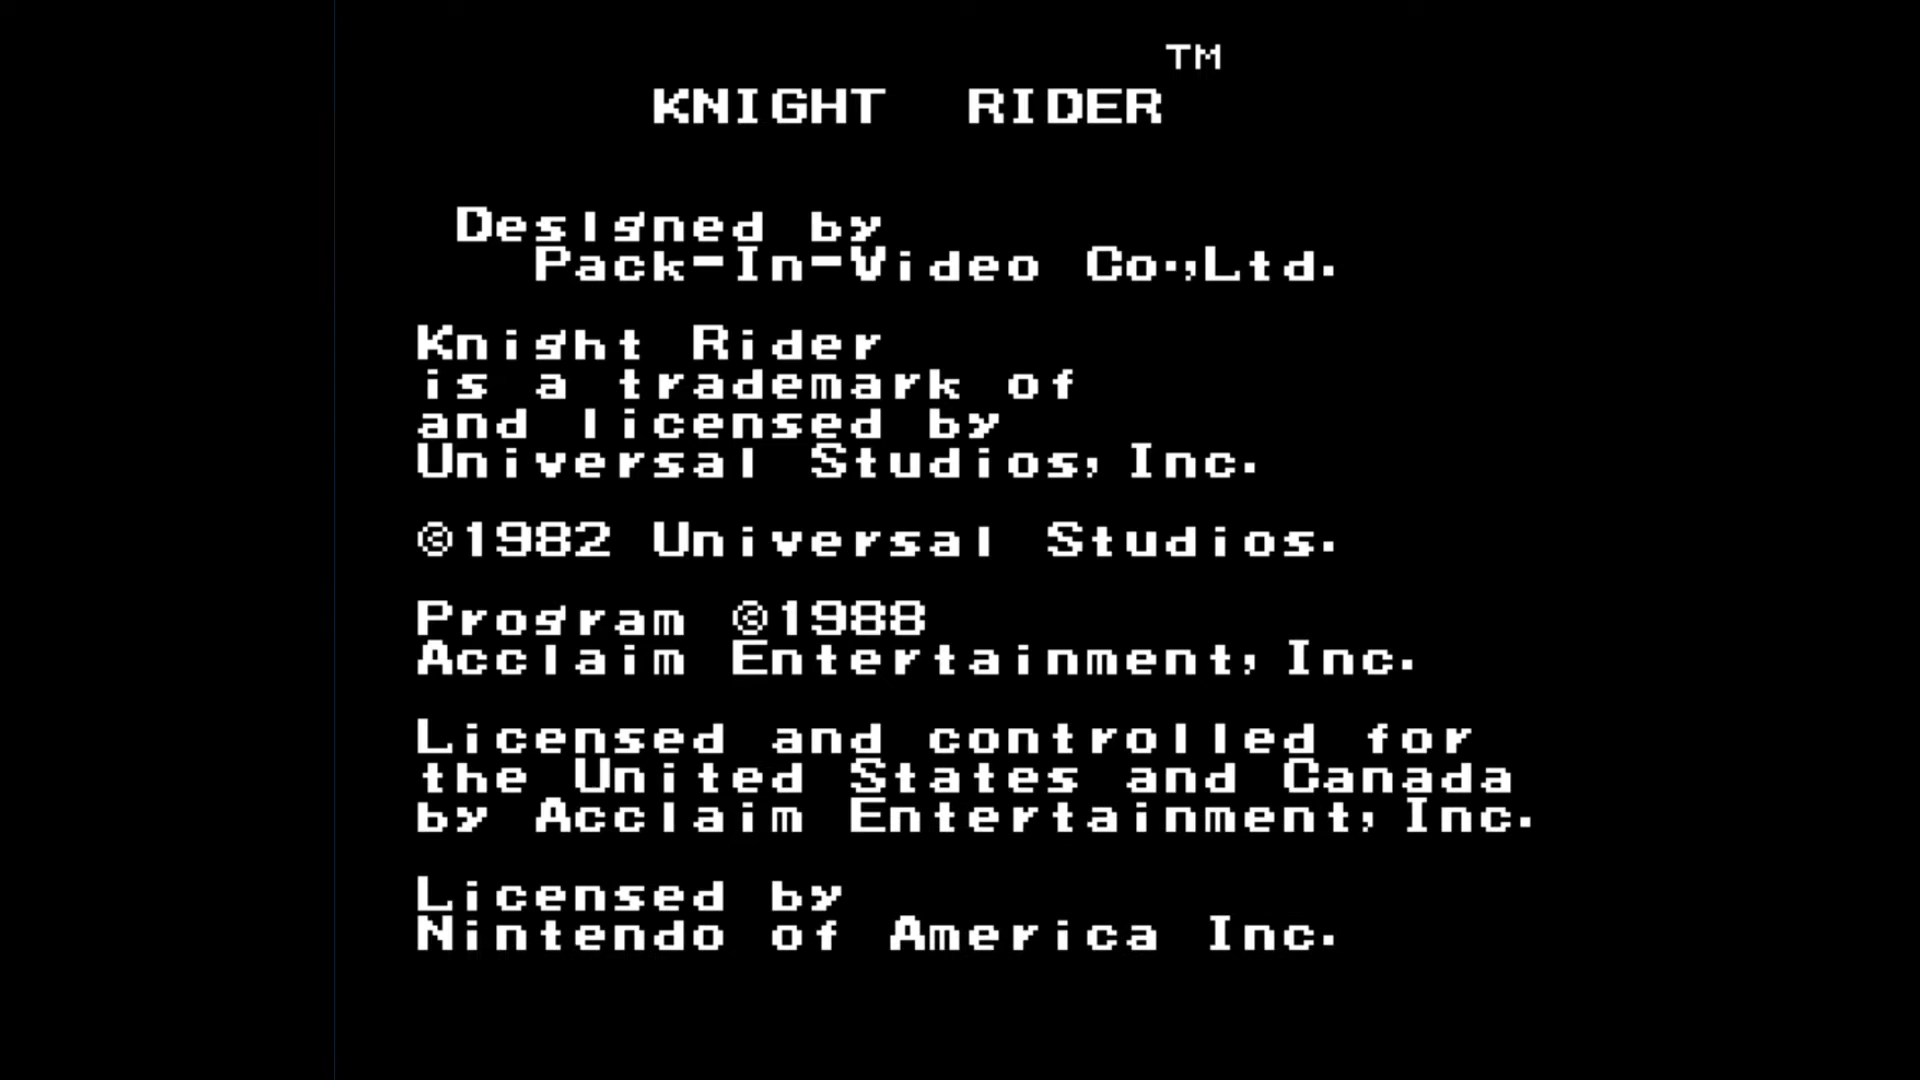 KNIGHT RIDER™
Designed by
Pack-In-Video Co.,Ltd.
Knight Rider
is a trademark of
and licensed by
Universal Studios, Inc.
©1982 Universal Studios.
Program ©1988
Acclaim Entertainment, Inc.
Licensed and controlled for
the United States and Canada
by Acclaim Entertainment, Inc.
Licensed by
Nintendo of America Inc.